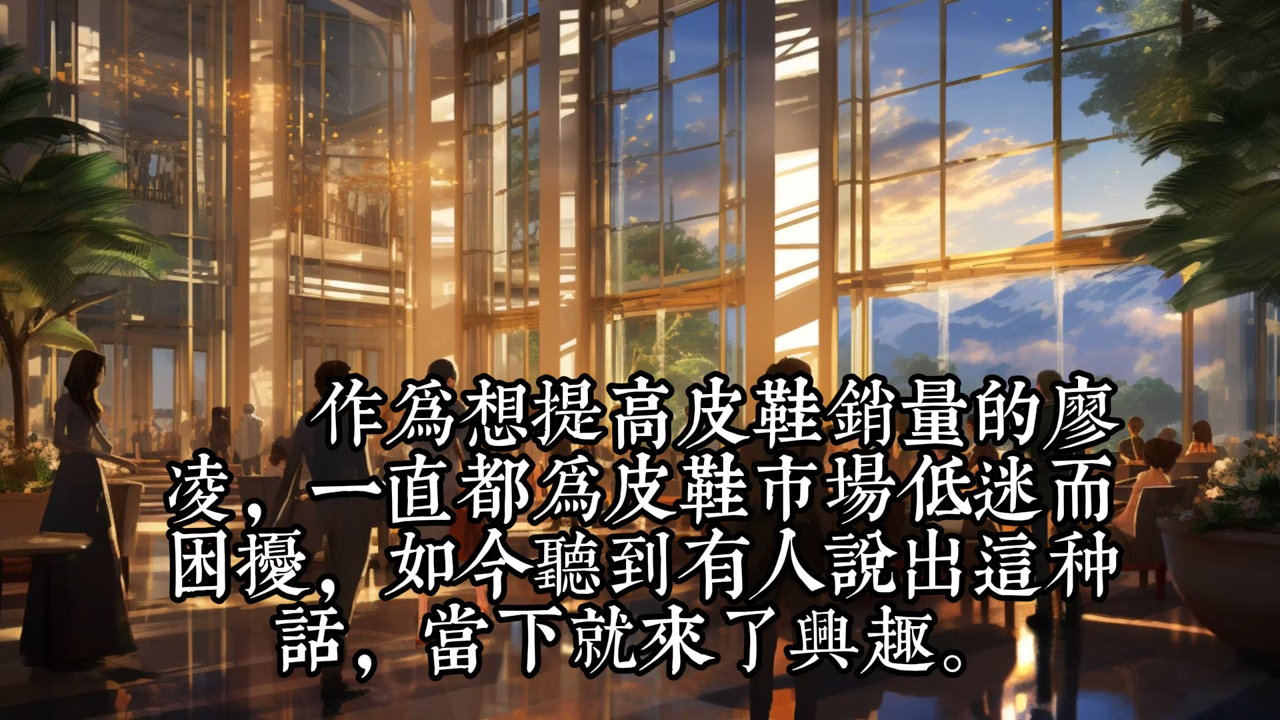 作爲想提高皮鞋銷量的廖
凌，一直都爲皮鞋市場低迷而
困擾，如今聽到有人說出這种
話，當下就來了興趣。